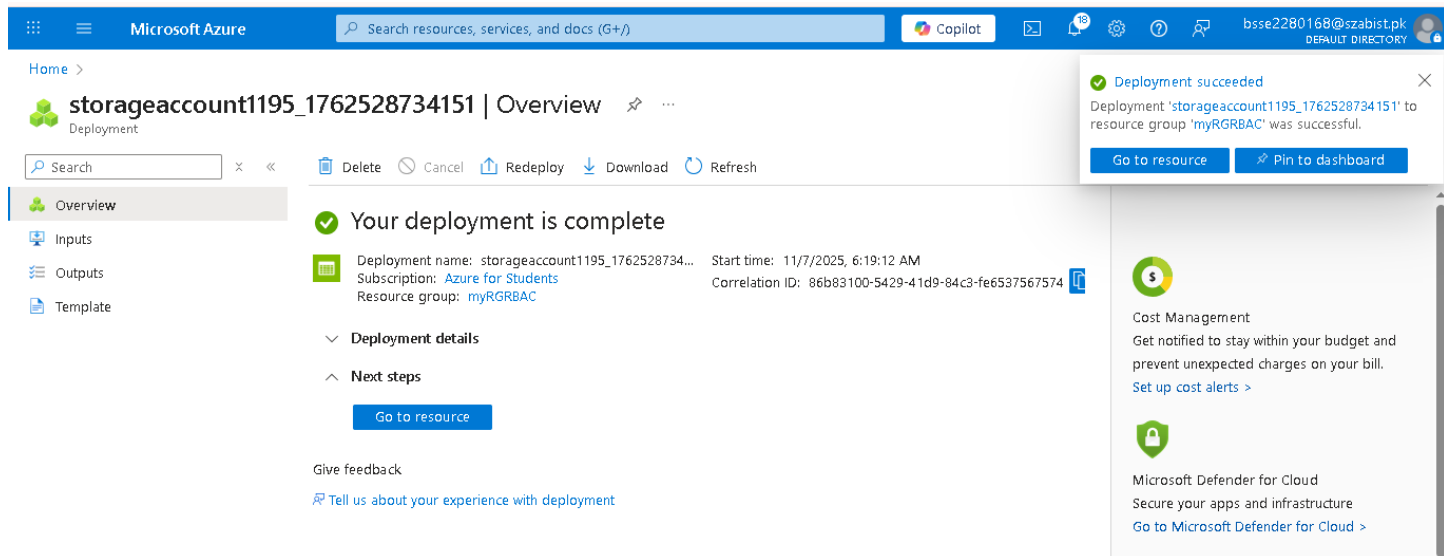 Microsoft Azure
Search resources, services, and docs (G+/)
Copilot
18
bsse2280168@szabist.pk
DEFAULT DIRECTORY
Home >
storageaccount1195_1762528734151 | Overview
Deployment
Deployment succeeded
Deployment 'storageaccount1195_1762528734151' to
resource group 'myRGRBAC' was successful.
Go to resource
Pin to dashboard
Search
Delete
Cancel
Redeploy
Download
Refresh
Overview
Inputs
Outputs
Template
Your deployment is complete
Deployment name: storageaccount1195_1762528734...
Subscription: Azure for Students
Resource group: myRGRBAC
Start time: 11/7/2025, 6:19:12 AM
Correlation ID: 86b83100-5429-41d9-84c3-fe6537567574
Deployment details
Next steps
Go to resource
Give feedback
Tell us about your experience with deployment
Cost Management
Get notified to stay within your budget and
prevent unexpected charges on your bill.
Set up cost alerts >
Microsoft Defender for Cloud
Secure your apps and infrastructure
Go to Microsoft Defender for Cloud >